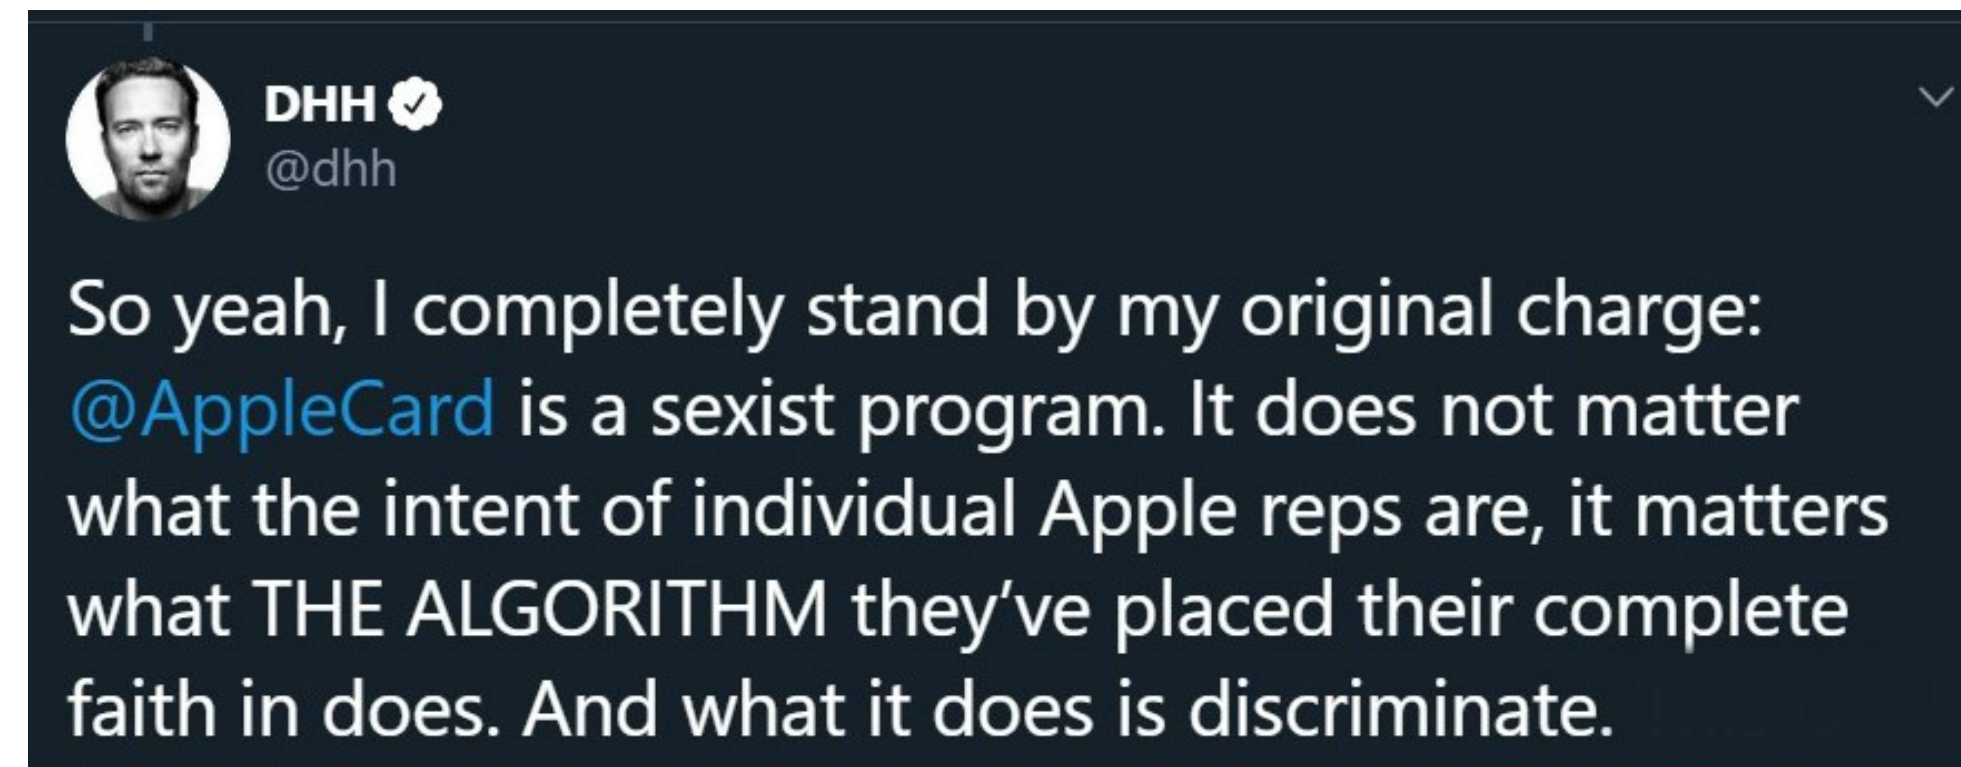 DHH
@dhh
So yeah, I completely stand by my original charge:
@AppleCard is a sexist program. It does not matter
what the intent of individual Apple reps are, it matters
what THE ALGORITHM they’ve placed their complete
faith in does. And what it does is discriminate.